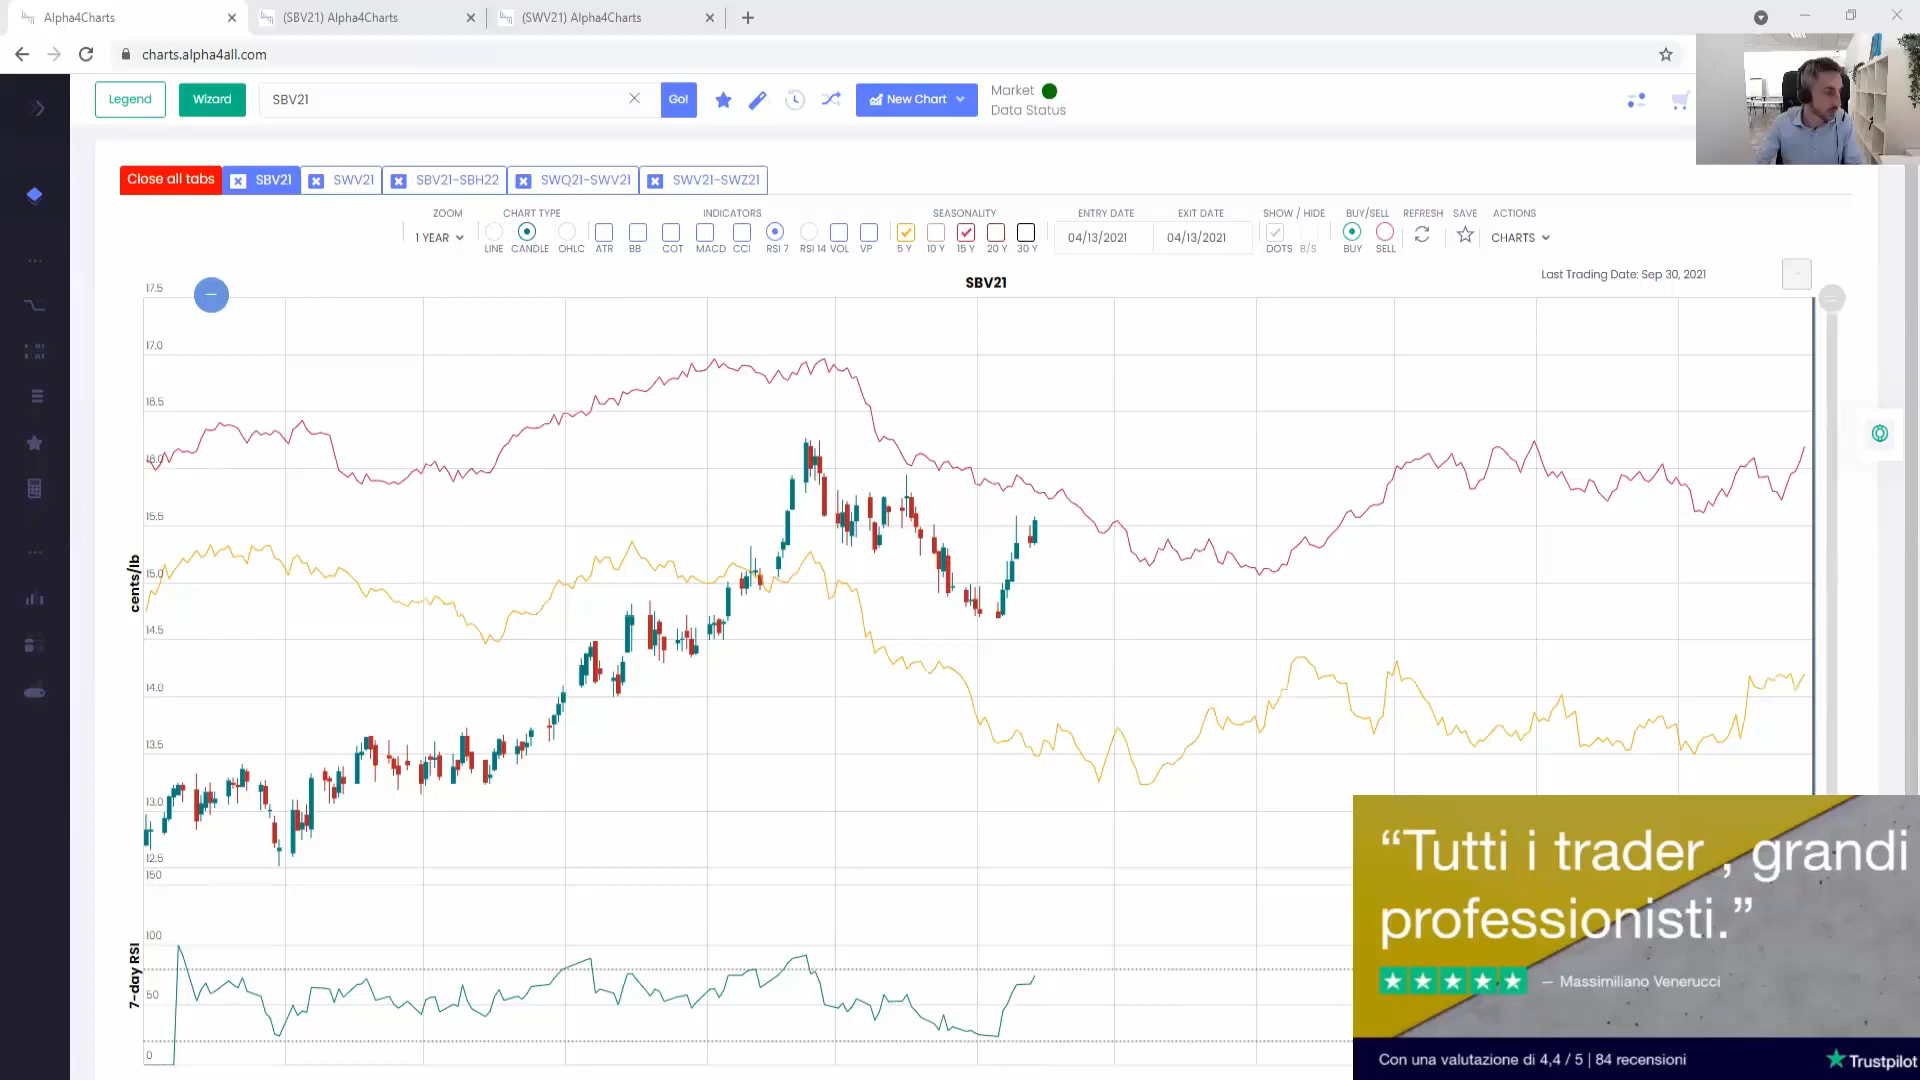 Alpha4Charts
(SBV21) Alpha4Charts
(SWV21) Alpha4Charts
charts.alpha4all.com
Legend
Wizard
SBV21
Go!
New Chart
Market
Data Status
Close all tabs
SBV21
SWV21
SBV21-SBH22
SWQ21-SWV21
SWV21-SWZ21
ZOOM
CHART TYPE
INDICATORS
SEASONALITY
ENTRY DATE
EXIT DATE
SHOW / HIDE
BUY/SELL
REFRESH
SAVE
ACTIONS
1 YEAR
04/13/2021
04/13/2021
CHARTS
LINE
CANDLE
OHLC
ATR
BB
COT
MACD
CCI
RSI 7
RSI 14
VOL
VP
5 Y
10 Y
15 Y
20 Y
30 Y
DOTS
B/S
BUY
SELL
SBV21
Last Trading Date: Sep 30, 2021
17.5
17.0
16.5
16.0
15.5
15.0
14.5
14.0
13.5
13.0
12.5
cents/lb
150
100
50
0
7-day RSI
“Tutti i trader , grandi
professionisti.”
— Massimiliano Venerucci
Con una valutazione di 4,4 / 5 | 84 recensioni
Trustpilot